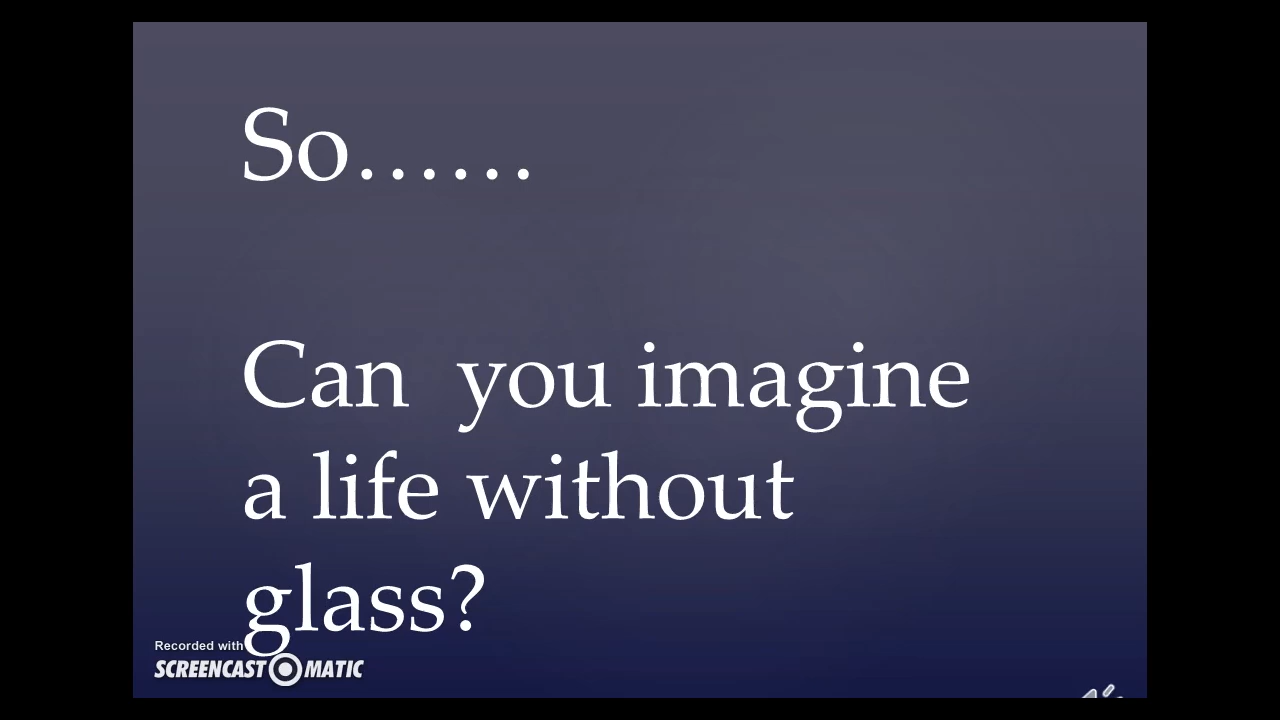 So......
Can  you imagine
a life without
glass?
Recorded with
SCREENCAST MATIC